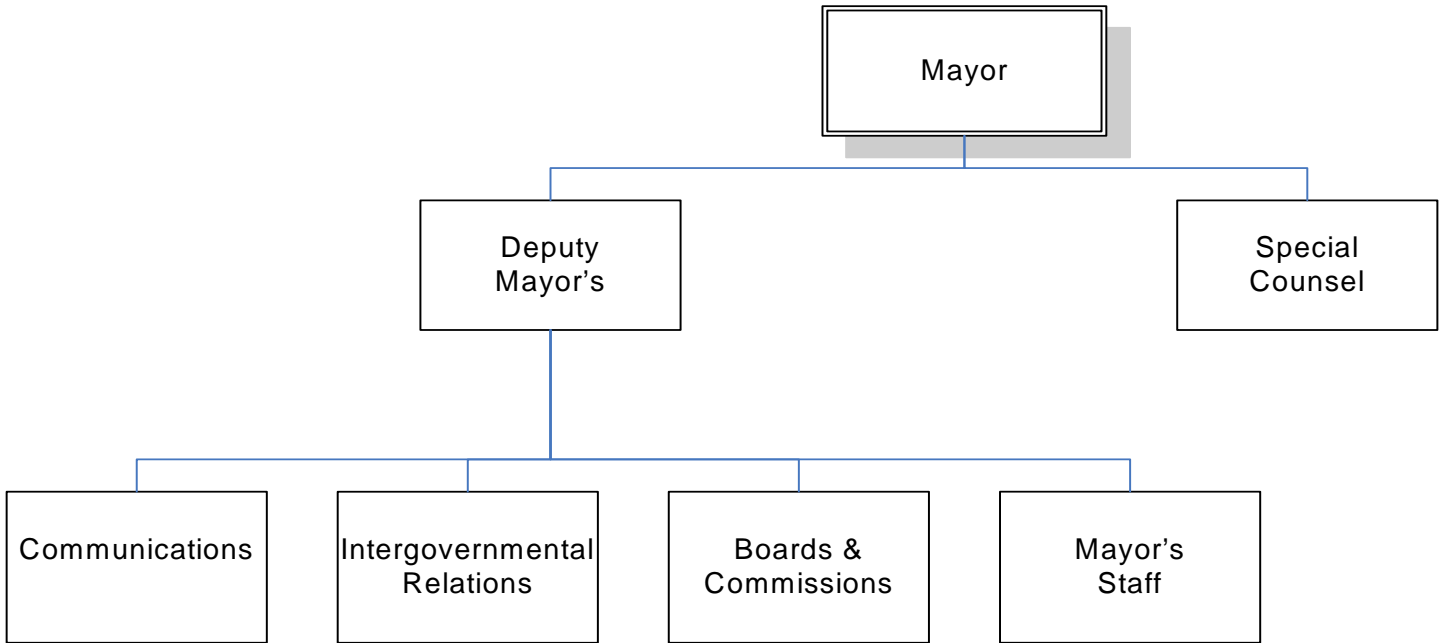 Mayor
Deputy
Mayor’s
Special
Counsel
Communications
Intergovernmental
Relations
Boards &
Commissions
Mayor’s
Staff